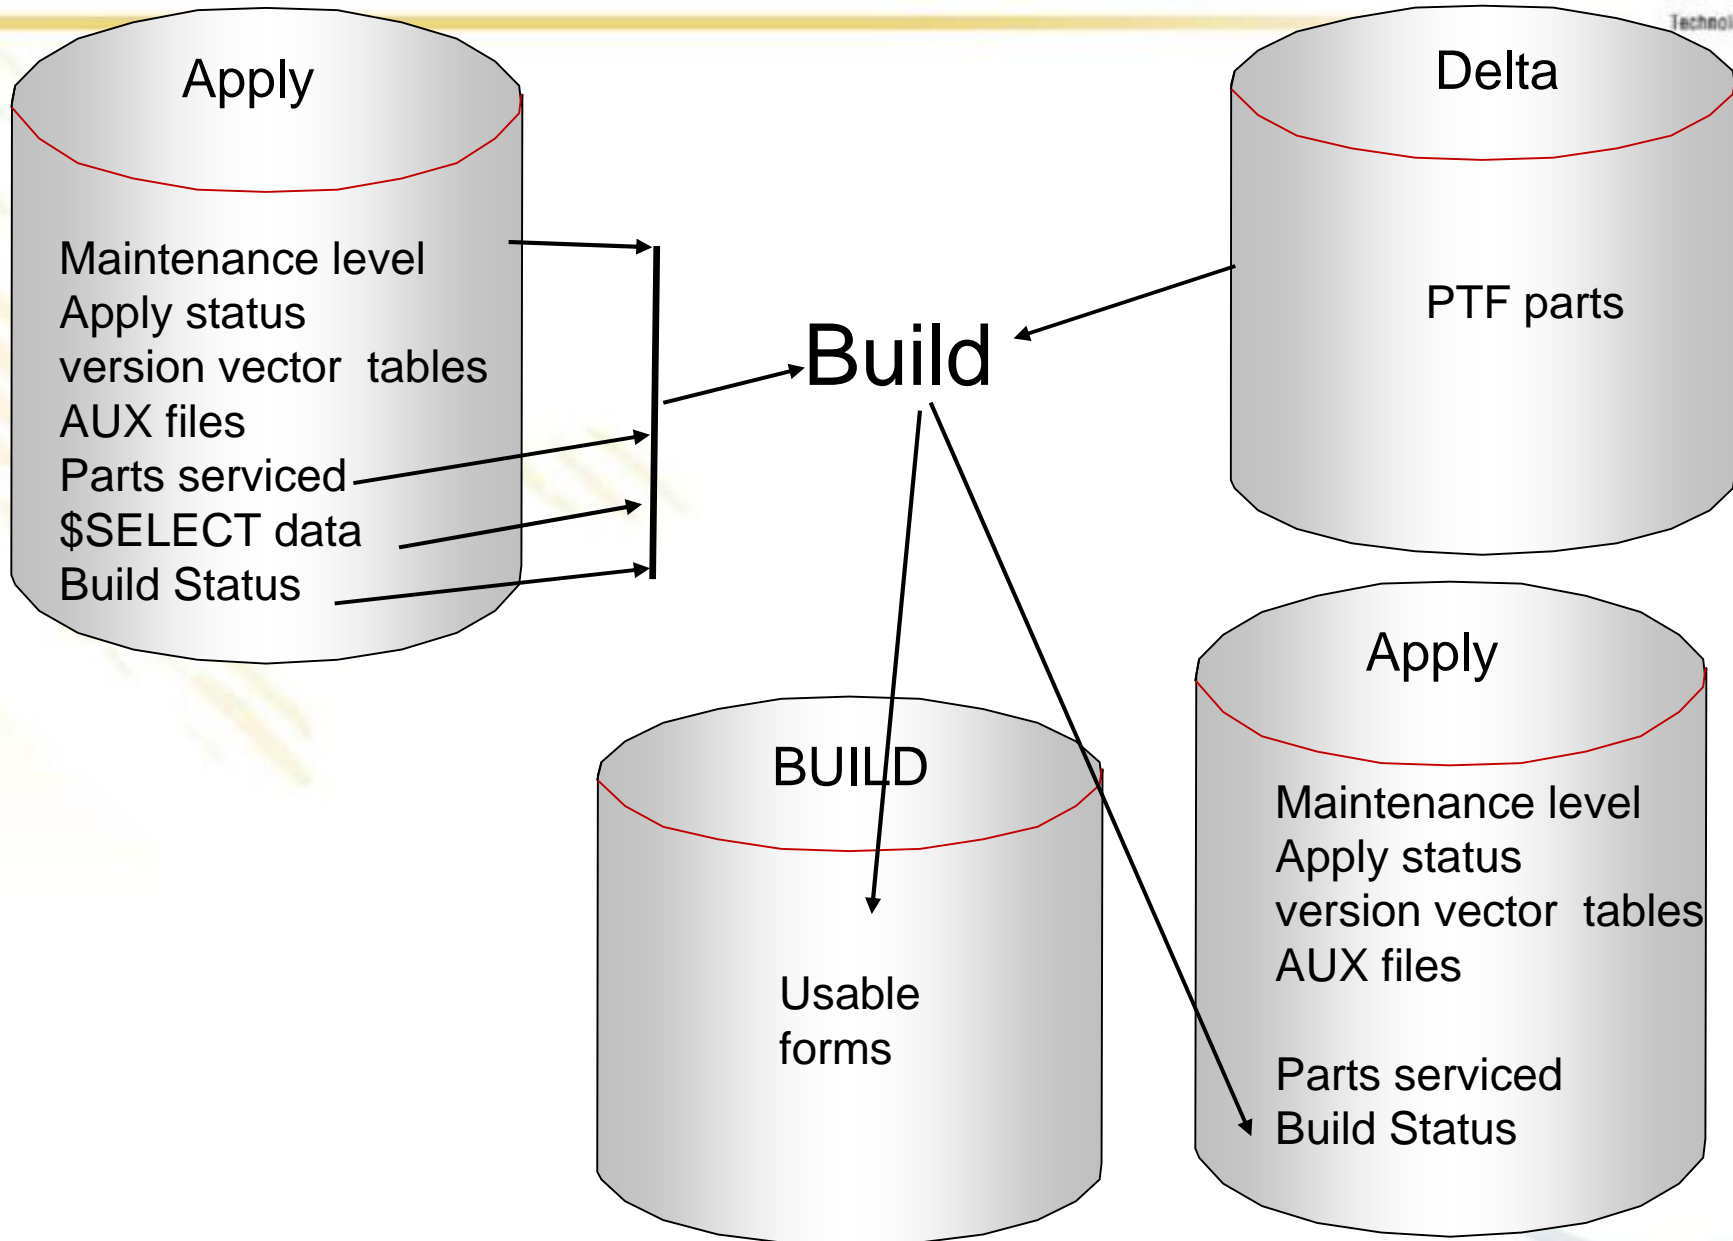 Apply
Maintenance level
Apply status
version vector  tables
AUX files
Parts serviced
$SELECT data
Build Status
Build
Delta
PTF parts
BUILD
Usable
forms
Apply
Maintenance level
Apply status
version vector  tables
AUX files
Parts serviced
Build Status